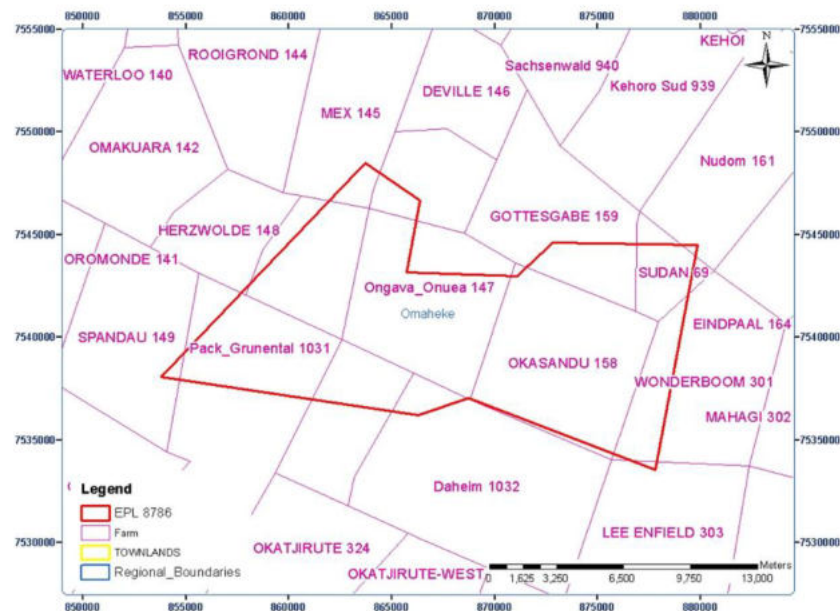 850000 855000 860000 865000 870000 875000 880000
7555000 7555000
KEHOI
N
ROOIGROND 144
Sachsenwald 940
WATERLOO 140
Kehoro Sud 939
DEVILLE 146
MEX 145
7550000 7550000
OMAKUARA 142
Nudom 161
GOTTESGABE 159
7545000 7545000
HERZWOLDE 148
OROMONDE 141
SUDAN 69
Ongava_Onuea 147
Omaheke
EINDPAAL 164
7540000 7540000
SPANDAU 149
Pack_Grunental 1031
OKASANDU 158
WONDERBOOM 301
MAHAGI 302
7535000 7535000
Daheim 1032
Legend
EPL 8786
Farm
TOWNLANDS
Regional_Boundaries
LEE ENFIELD 303
7530000 7530000
OKATJIRUTE 324
OKATJIRUTE-WEST
Meters
0 1,625 3,250 6,500 9,750 13,000
850000 855000 860000 865000 870000 875000 880000